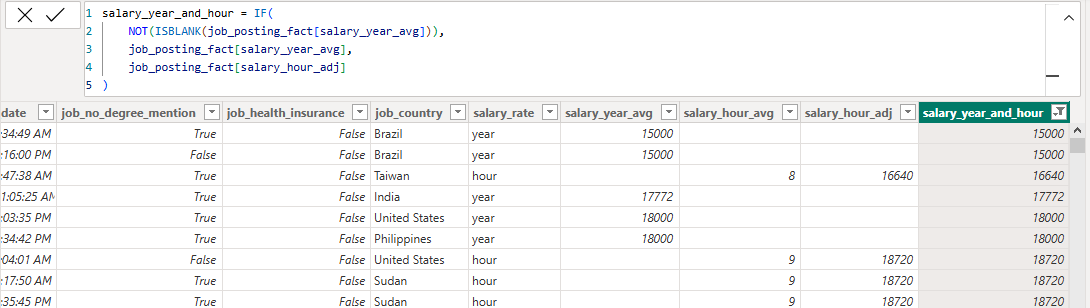 1 salary_year_and_hour = IF(
2 NOT(ISBLANK(job_posting_fact[salary_year_avg])),
3 job_posting_fact[salary_year_avg],
4 job_posting_fact[salary_hour_adj]
5 )
date job_no_degree_mention job_health_insurance job_country salary_rate salary_year_avg salary_hour_avg salary_hour_adj salary_year_and_hour
:34:49 AM True False Brazil year 15000 15000
:16:00 PM False False Brazil year 15000 15000
:47:38 AM True False Taiwan hour 8 16640 16640
1:05:25 AM True False India year 17772 17772
:03:35 PM True False United States year 18000 18000
:34:42 PM True False Philippines year 18000 18000
:04:01 AM False False United States hour 9 18720 18720
:17:50 AM True False Sudan hour 9 18720 18720
:35:45 PM True False Sudan hour 9 18720 18720